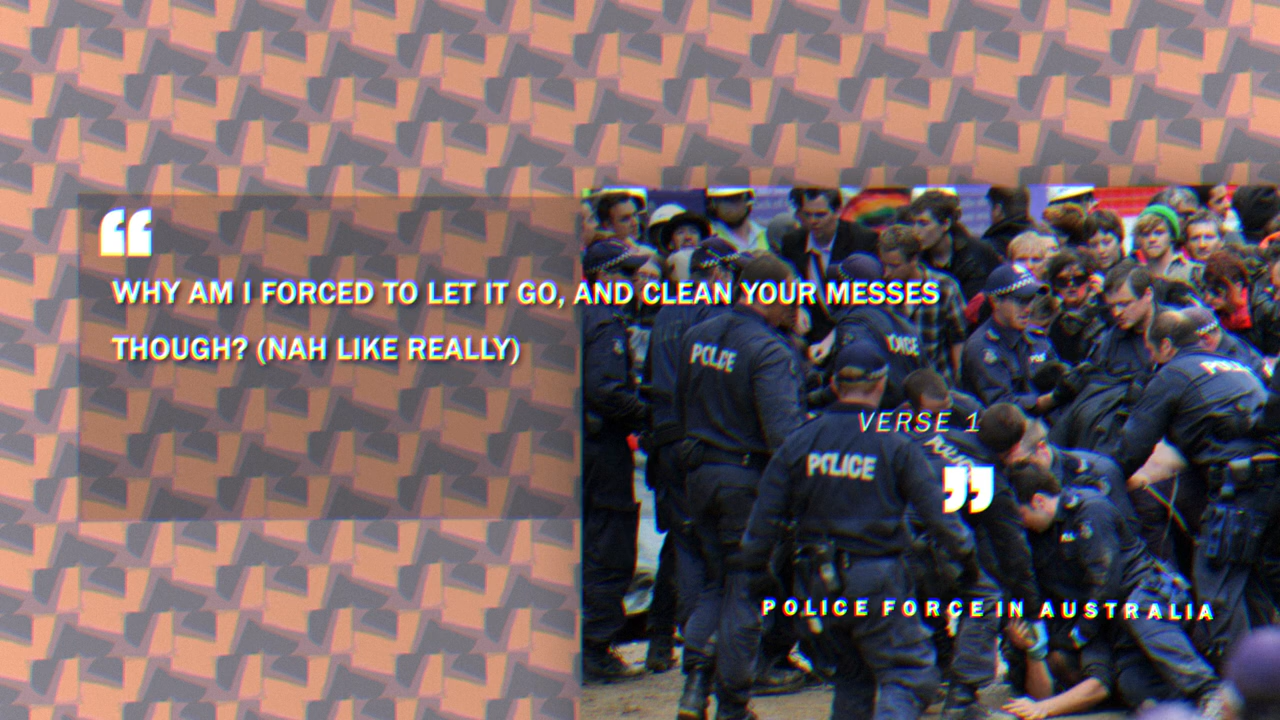 ❝
WHY AM I FORCED TO LET IT GO, AND CLEAN YOUR MESSES
THOUGH? (NAH LIKE REALLY)
POLICE
POLICE
VERSE 1
POLICE
POLICE
❞
POLICE FORCE IN AUSTRALIA